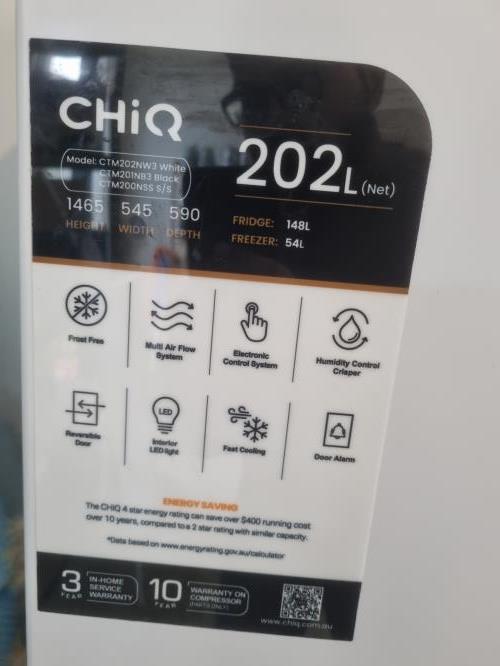 CHiQ
Model: CTM202NW3 White
CTM201NB3 Black
CTM200NSS S/S
1465 545 590
HEIGHT WIDTH DEPTH
202L (Net)
FRIDGE: 148L
FREEZER: 54L
Frost Free
Multi Air Flow
System
Electronic
Control System
Humidity Control
Crisper
Reversible
Door
LED
Interior
LED light
Fast Cooling
Door Alarm
ENERGY SAVING
The CHiQ 4 star energy rating can save over $400 running cost
over 10 years, compared to a 2 star rating with similar capacity.
*Data based on www.energyrating.gov.au/calculator
3 YEAR
IN-HOME
SERVICE
WARRANTY
10 YEAR
WARRANTY ON
COMPRESSOR
(PARTS ONLY)
www.chiq.com.au